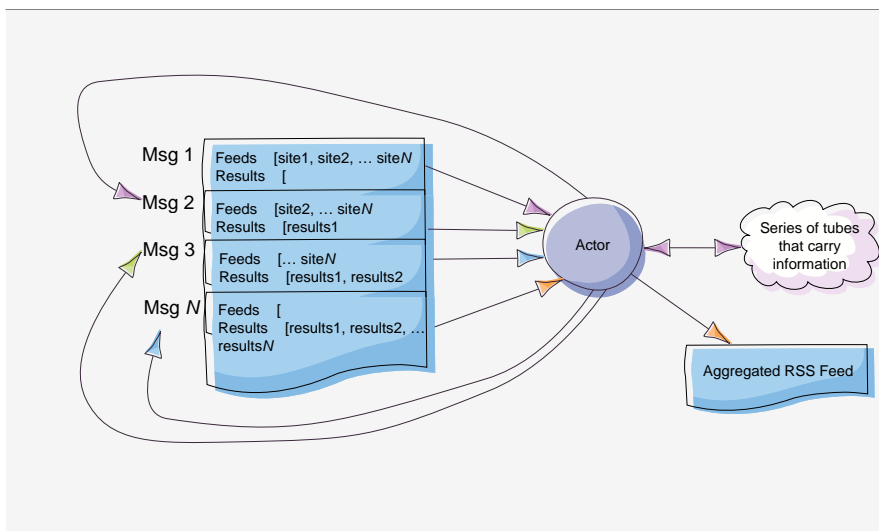 Msg 1
Feeds [site1, site2, … siteN
Results [
Msg 2
Feeds [site2, … siteN
Results [results1
Msg 3
Feeds [… siteN
Results [results1, results2
Msg N
Feeds [
Results [results1, results2, …
resultsN
Actor
Series of tubes
that carry
information
Aggregated RSS Feed